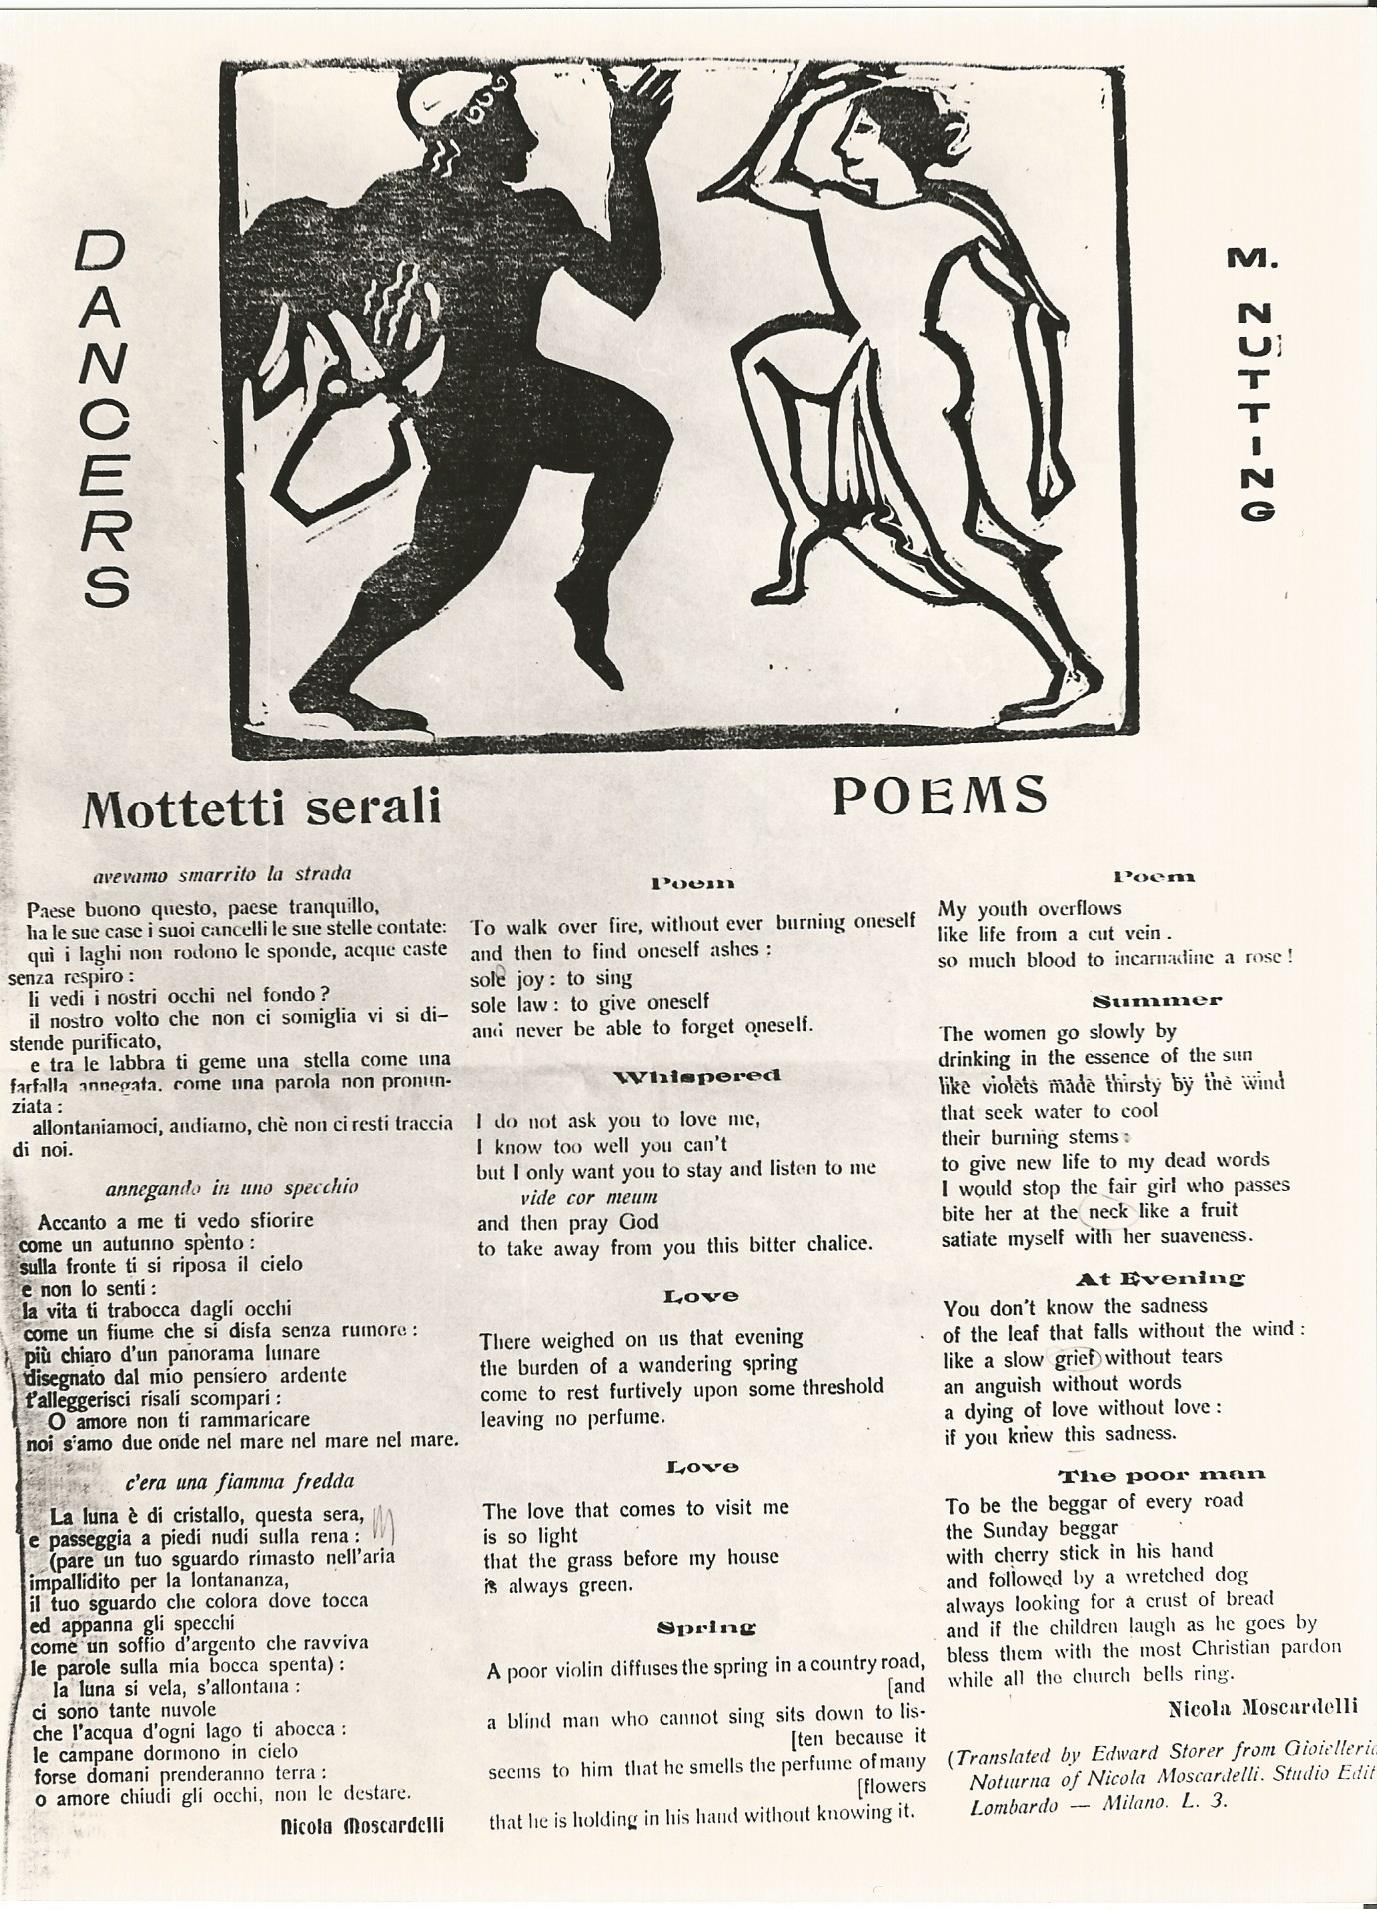 DANCERS
M. NUTTING
Mottetti serali
avevamo smarrito la strada
Paese buono questo, paese tranquillo,
ha le sue case i suoi cancelli le sue stelle contate:
quì i laghi non rodono le sponde, acque caste
senza respiro:
li vedi i nostri occhi nel fondo?
il nostro volto che non ci somiglia vi si di-
stende purificato,
e tra le labbra ti geme una stella come una
farfalla annegata, come una parola non pronun-
ziata:
allontaniamoci, andiamo, chè non ci resti traccia
di noi.
annegando in uno specchio
Accanto a me ti vedo sfiorire
come un autunno spento:
sulla fronte ti si riposa il cielo
e non lo senti:
la vita ti trabocca dagli occhi
come un fiume che si disfa senza rumore:
più chiaro d'un panorama lunare
disegnato dal mio pensiero ardente
t'alleggerisci risali scompari:
O amore non ti rammaricare
noi s'amo due onde nel mare nel mare nel mare.
c'era una fiamma fredda
La luna è di cristallo, questa sera,
e passeggia a piedi nudi sulla rena:
(pare un tuo sguardo rimasto nell'aria
impallidito per la lontananza,
il tuo sguardo che colora dove tocca
ed appanna gli specchi
come un soffio d'argento che ravviva
le parole sulla mia bocca spenta):
la luna si vela, s'allontana:
ci sono tante nuvole
che l'acqua d'ogni lago ti abocca:
le campane dormono in cielo
forse domani prenderanno terra:
o amore chiudi gli occhi, non le destare.
Nicola Moscardelli
POEMS
Poem
To walk over fire, without ever burning oneself
and then to find oneself ashes:
sole joy: to sing
sole law: to give oneself
and never be able to forget oneself.
Whispered
I do not ask you to love me,
I know too well you can't
but I only want you to stay and listen to me
vide cor meum
and then pray God
to take away from you this bitter chalice.
Love
There weighed on us that evening
the burden of a wandering spring
come to rest furtively upon some threshold
leaving no perfume.
Love
The love that comes to visit me
is so light
that the grass before my house
is always green.
Spring
A poor violin diffuses the spring in a country road,
[and
a blind man who cannot sing sits down to lis-
[ten because it
seems to him that he smells the perfume of many
[flowers
that he is holding in his hand without knowing it.
Poem
My youth overflows
like life from a cut vein.
so much blood to incarnadine a rose!
Summer
The women go slowly by
drinking in the essence of the sun
like violets made thirsty by the wind
that seek water to cool
their burning stems:
to give new life to my dead words
I would stop the fair girl who passes
bite her at the neck like a fruit
satiate myself with her suaveness.
At Evening
You don't know the sadness
of the leaf that falls without the wind:
like a slow grief without tears
an anguish without words
a dying of love without love:
if you knew this sadness.
The poor man
To be the beggar of every road
the Sunday beggar
with cherry stick in his hand
and followed by a wretched dog
always looking for a crust of bread
and if the children laugh as he goes by
bless them with the most Christian pardon
while all the church bells ring.
Nicola Moscardelli
(Translated by Edward Storer from Gioielleria
Notturna of Nicola Moscardelli. Studio Edit
Lombardo — Milano. L. 3.